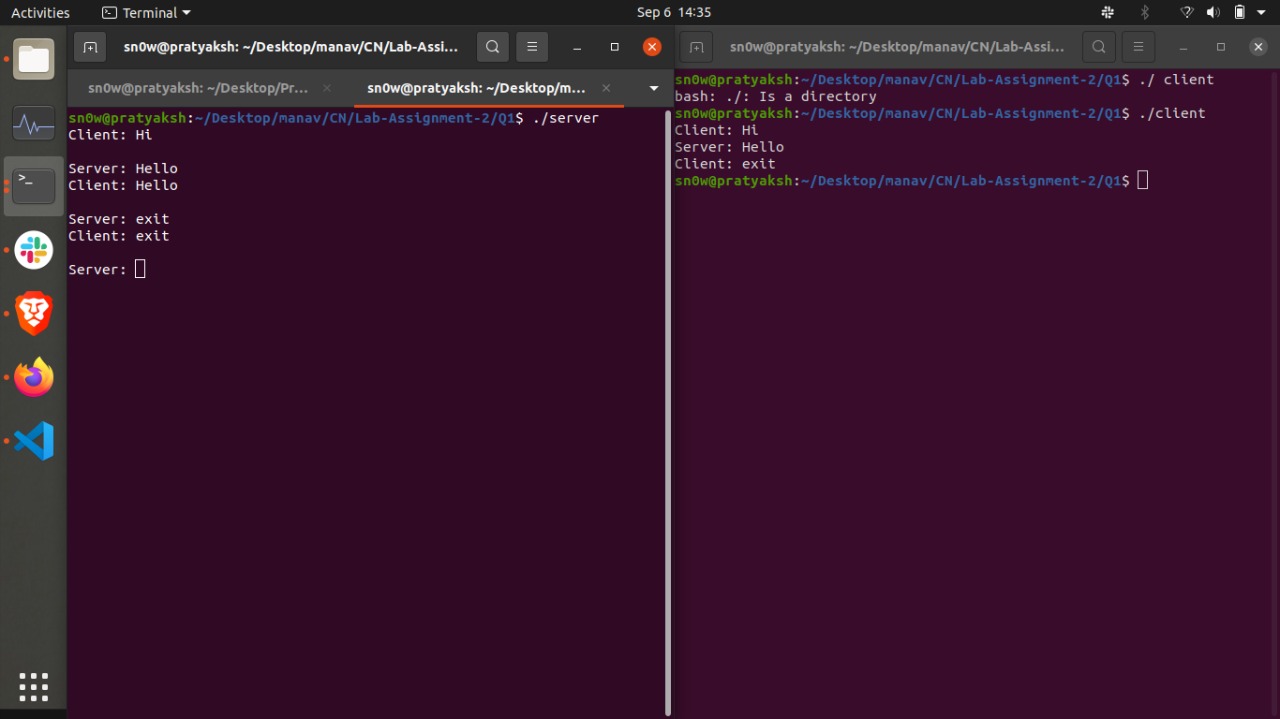 Activities Terminal Sep 6 14:35
sn0w@pratyaksh: ~/Desktop/manav/CN/Lab-Assi...
sn0w@pratyaksh: ~/Desktop/Pr... sn0w@pratyaksh: ~/Desktop/m...
sn0w@pratyaksh:~/Desktop/manav/CN/Lab-Assignment-2/Q1$ ./server
Client: Hi
Server: Hello
Client: Hello
Server: exit
Client: exit
Server:
sn0w@pratyaksh: ~/Desktop/manav/CN/Lab-Assi...
sn0w@pratyaksh:~/Desktop/manav/CN/Lab-Assignment-2/Q1$ ./ client
bash: ./: Is a directory
sn0w@pratyaksh:~/Desktop/manav/CN/Lab-Assignment-2/Q1$ ./client
Client: Hi
Server: Hello
Client: exit
sn0w@pratyaksh:~/Desktop/manav/CN/Lab-Assignment-2/Q1$